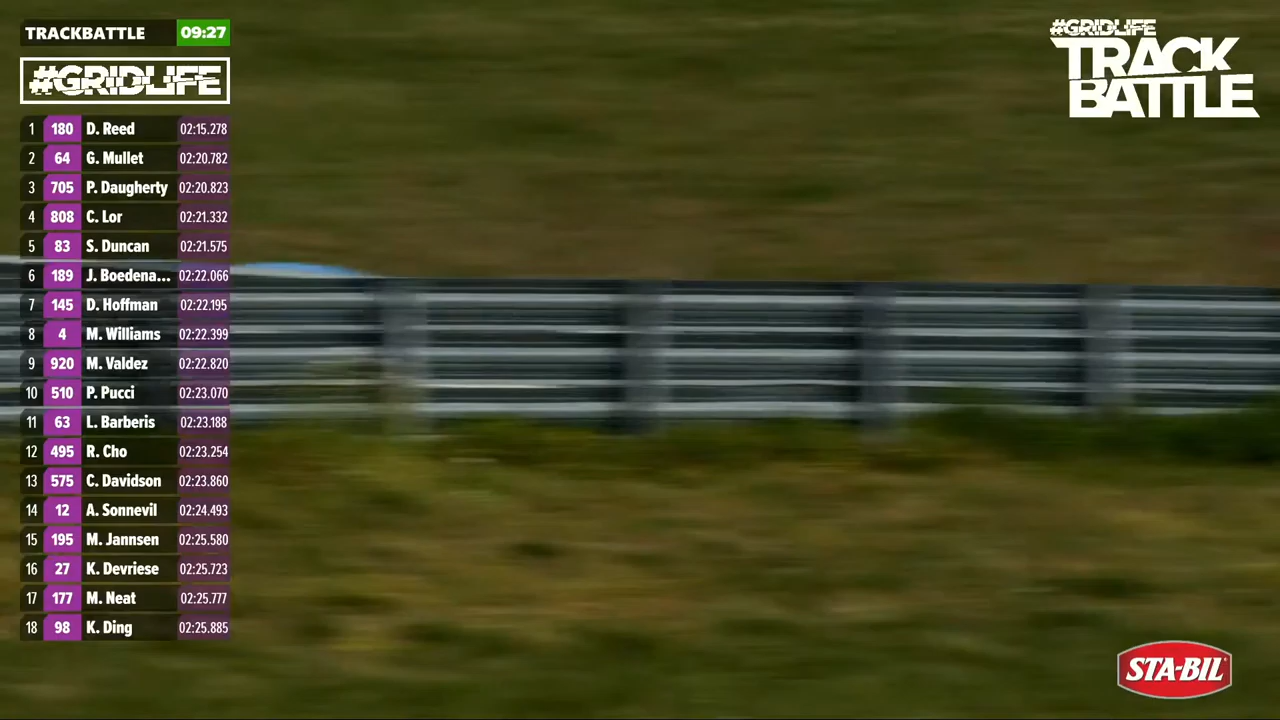 TRACKBATTLE 09:27
#GRIDLIFE
1 180 D. Reed 02:15.278
2 64 G. Mullet 02:20.782
3 705 P. Daugherty 02:20.823
4 808 C. Lor 02:21.332
5 83 S. Duncan 02:21.575
6 189 J. Boedena... 02:22.066
7 145 D. Hoffman 02:22.195
8 4 M. Williams 02:22.399
9 920 M. Valdez 02:22.820
10 510 P. Pucci 02:23.070
11 63 L. Barberis 02:23.188
12 495 R. Cho 02:23.254
13 575 C. Davidson 02:23.860
14 12 A. Sonnevil 02:24.493
15 195 M. Jannsen 02:25.580
16 27 K. Devriese 02:25.723
17 177 M. Neat 02:25.777
18 98 K. Ding 02:25.885
#GRIDLIFE
TRACK
BATTLE
STA-BIL